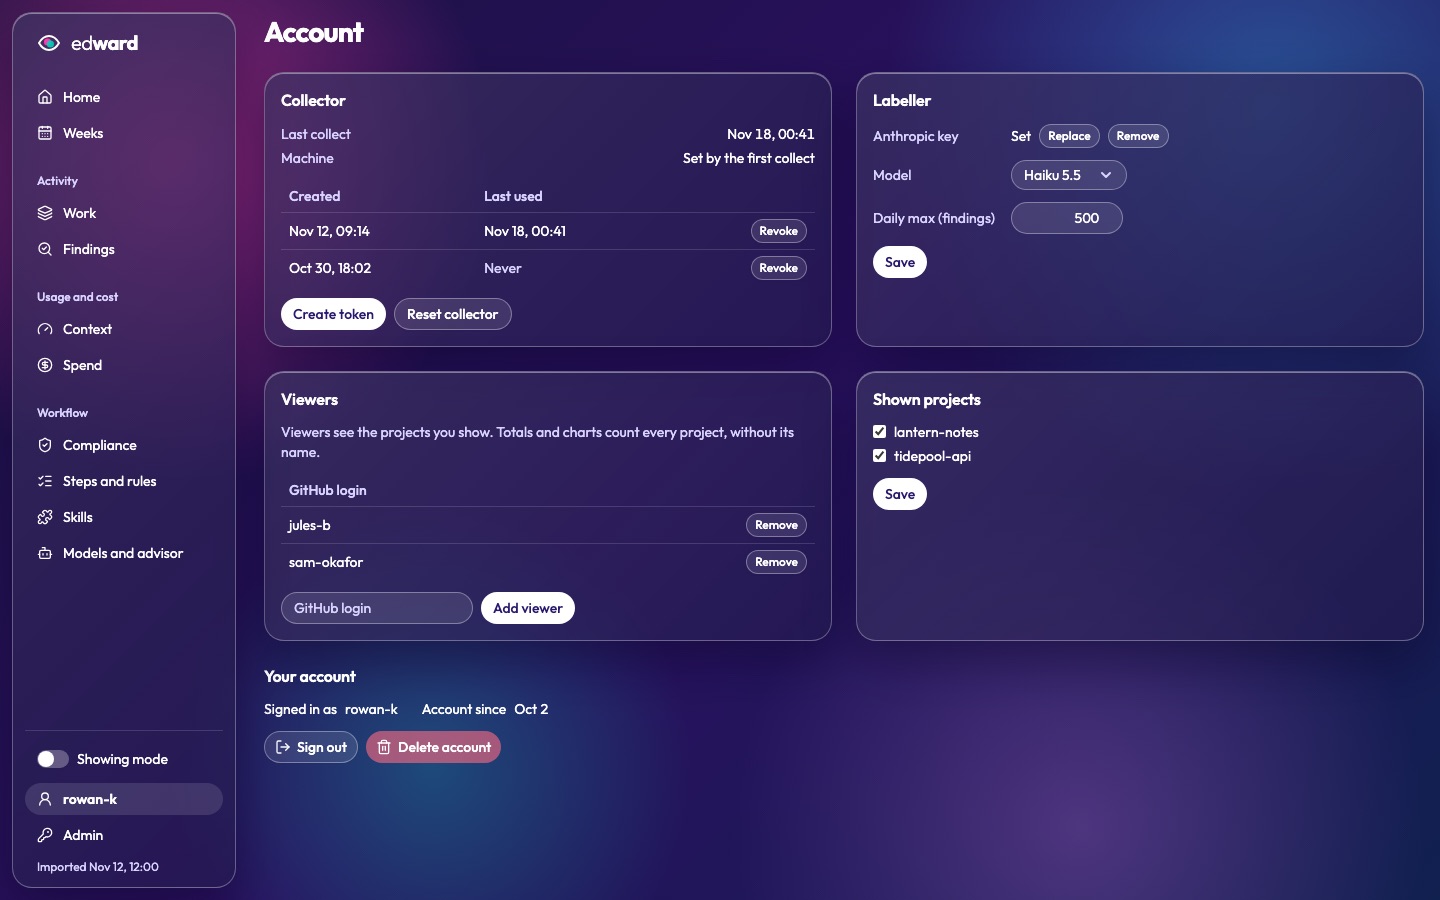 edward
Home
Weeks
Activity
Work
Findings
Usage and cost
Context
Spend
Workflow
Compliance
Steps and rules
Skills
Models and advisor
Showing mode
rowan-k
Admin
Imported Nov 12, 12:00
Account
Collector
Last collect Nov 18, 00:41
Machine Set by the first collect
Created Last used
Nov 12, 09:14 Nov 18, 00:41 Revoke
Oct 30, 18:02 Never Revoke
Create token Reset collector
Labeller
Anthropic key Set Replace Remove
Model Haiku 5.5
Daily max (findings) 500
Save
Viewers
Viewers see the projects you show. Totals and charts count every project, without its
name.
GitHub login
jules-b Remove
sam-okafor Remove
GitHub login Add viewer
Shown projects
lantern-notes
tidepool-api
Save
Your account
Signed in as rowan-k Account since Oct 2
Sign out Delete account